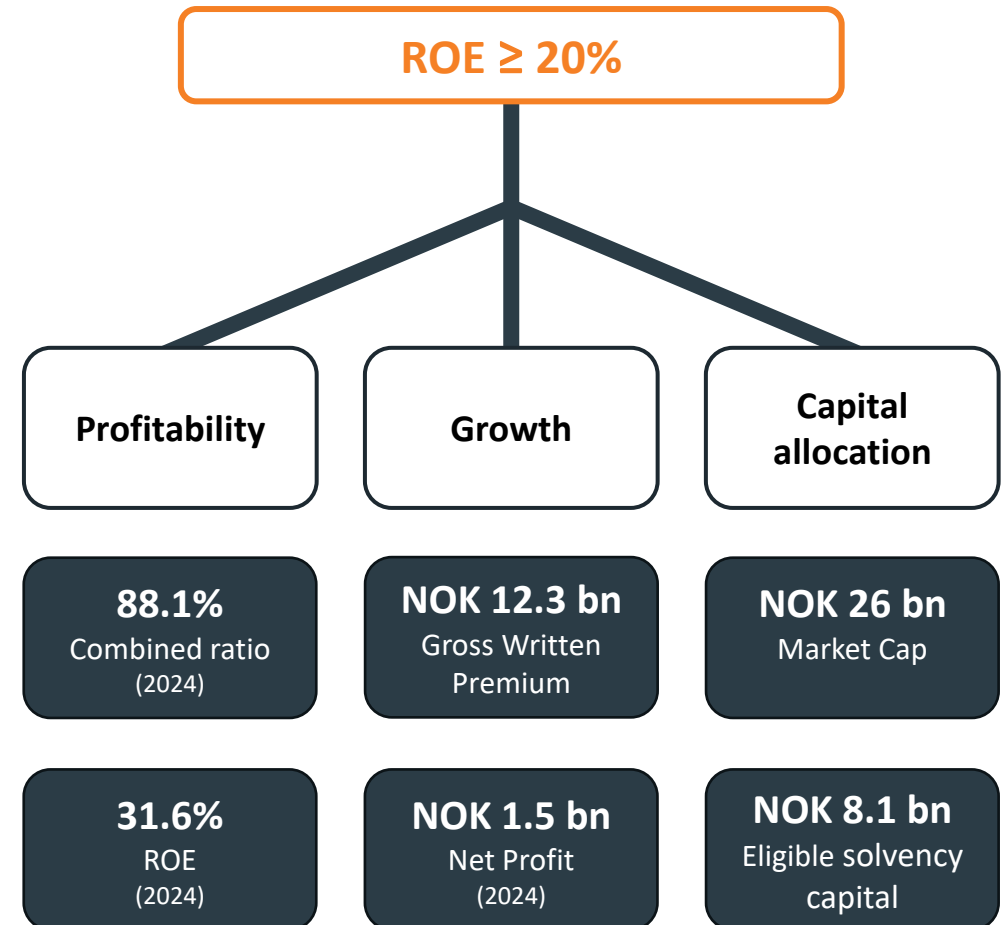 ROE ≥ 20%
Profitability
Growth
Capital
allocation
88.1%
Combined ratio
(2024)
NOK 12.3 bn
Gross Written
Premium
NOK 26 bn
Market Cap
31.6%
ROE
(2024)
NOK 1.5 bn
Net Profit
(2024)
NOK 8.1 bn
Eligible solvency
capital